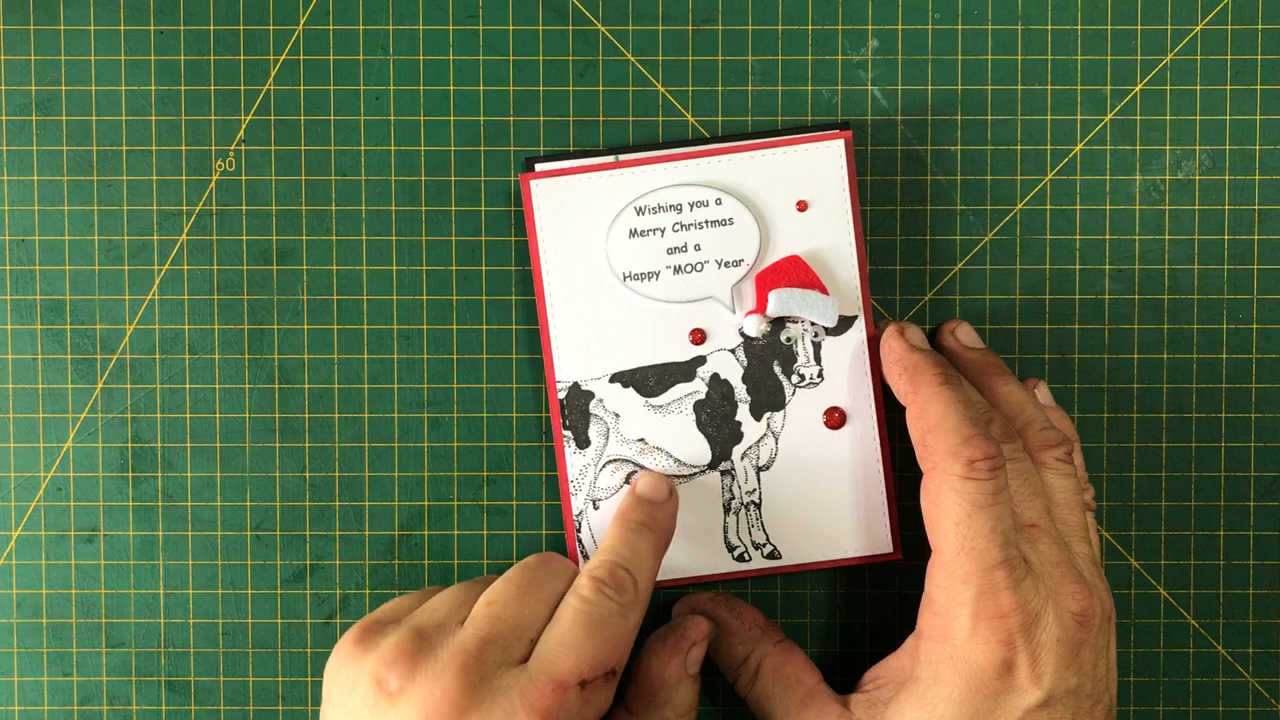 60°
Wishing you a
Merry Christmas
and a
Happy “MOO” Year.